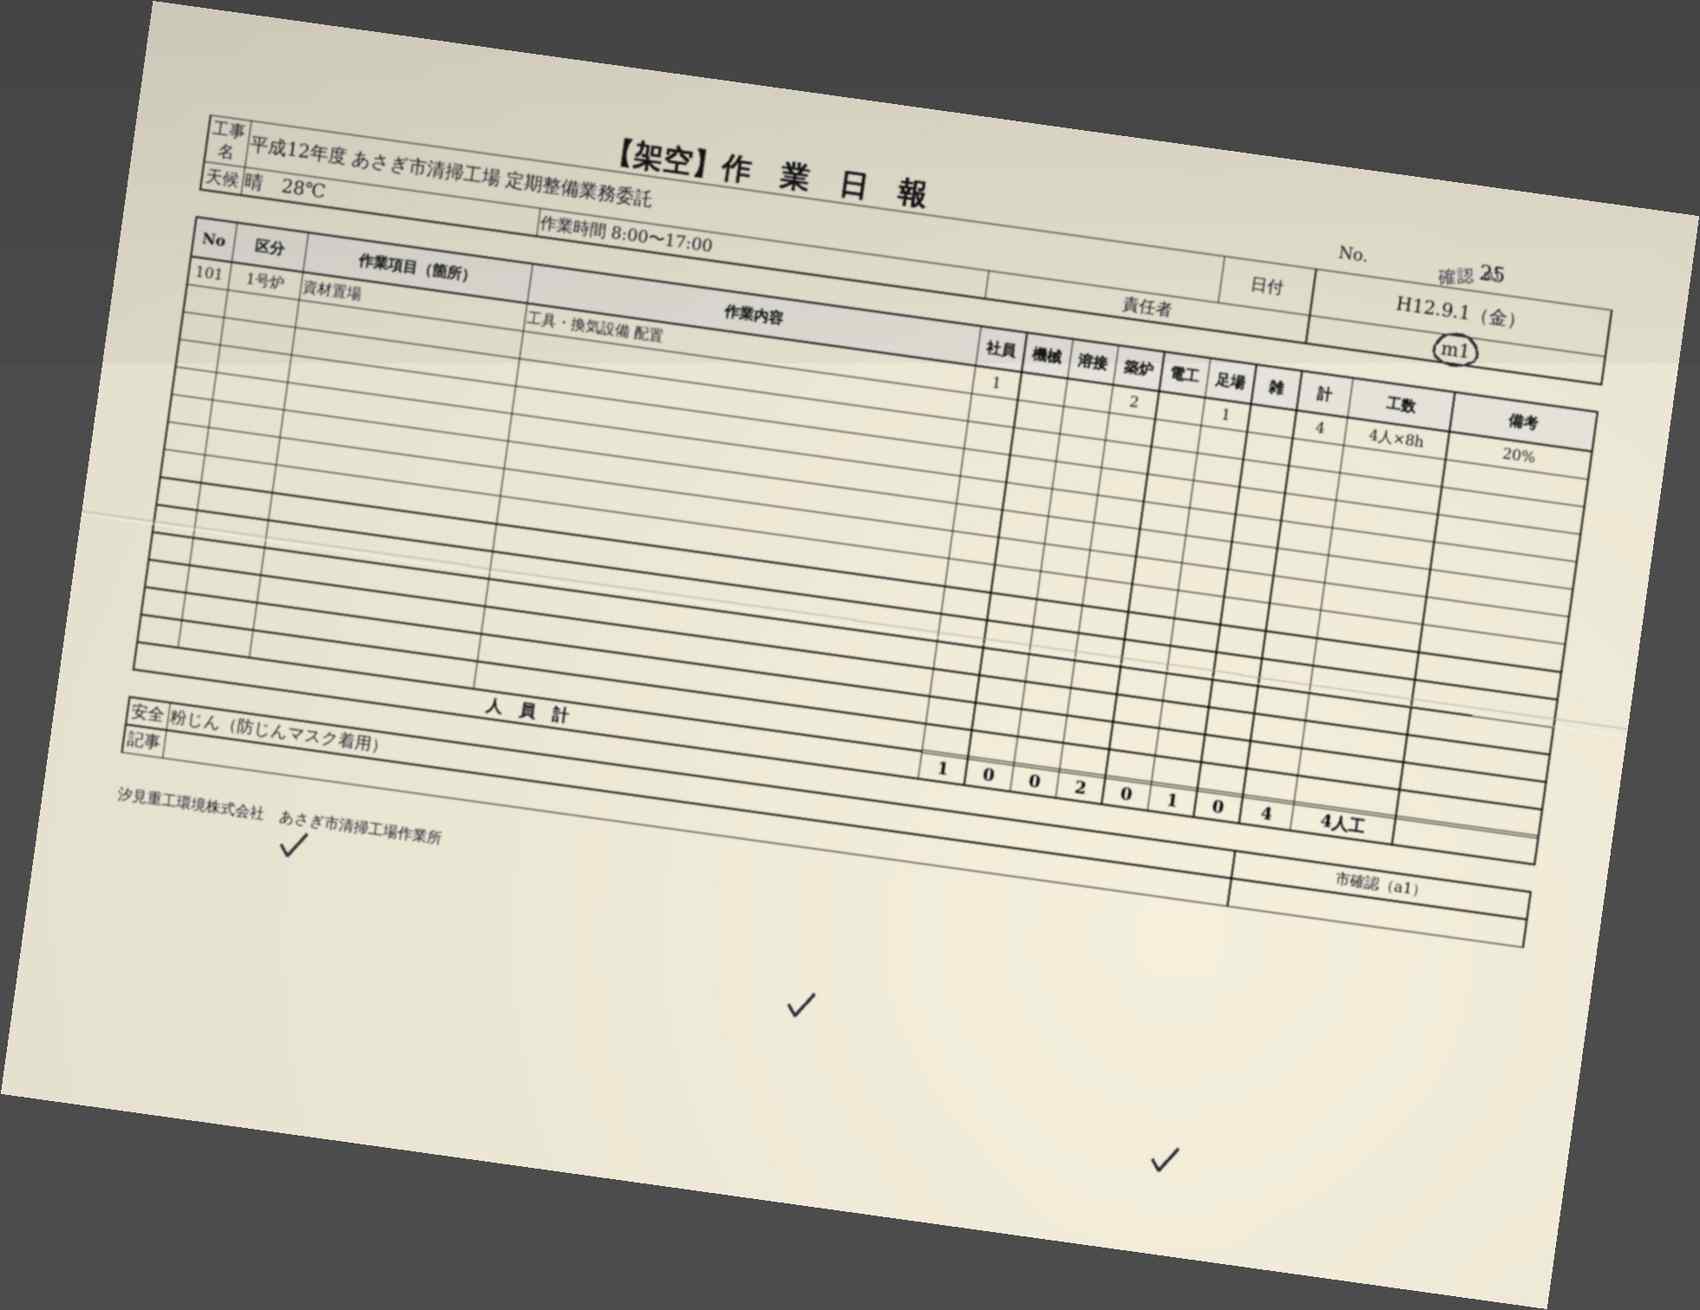 【架空】作 業 日 報
No. 25
確認
工事名 平成12年度 あさぎ市清掃工場 定期整備業務委託 日付 H12.9.1（金）
天候 晴 28℃ 作業時間 8:00〜17:00 責任者 m1
No 区分 作業項目（箇所） 作業内容 社員 機械 溶接 築炉 電工 足場 雑 計 工数 備考
101 1号炉 資材置場 工具・換気設備 配置 1 2 1 4 4人×8h 20%
人 員 計 1 0 0 2 0 1 0 4 4人工
安全 粉じん（防じんマスク着用） 市確認（a1）
記事
汐見重工環境株式会社 あさぎ市清掃工場作業所